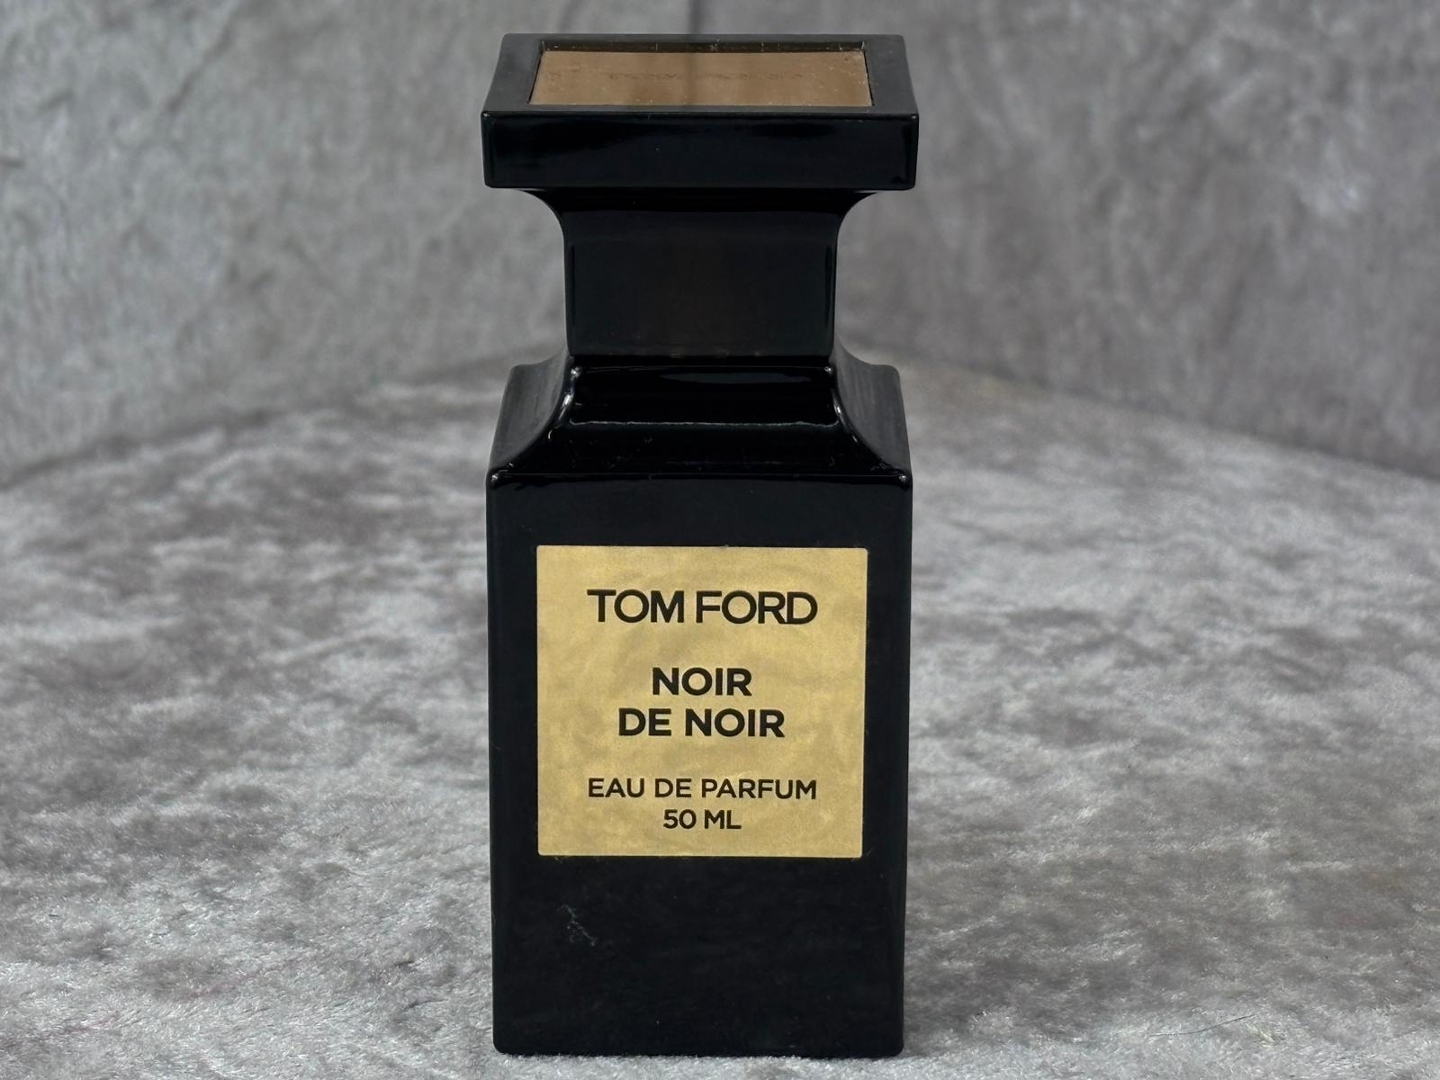 TOM FORD
NOIR
DE NOIR
EAU DE PARFUM
50 ML